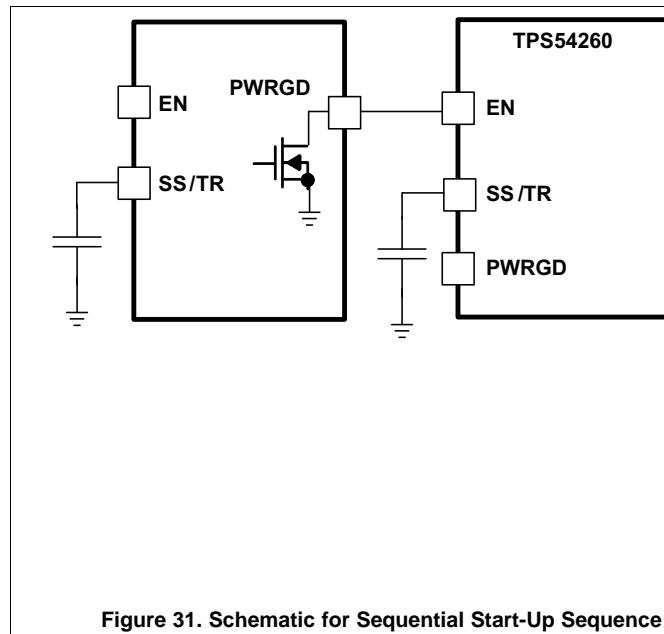 TPS54260
PWRGD
EN
EN
SS/TR
SS/TR
PWRGD
Figure 31. Schematic for Sequential Start-Up Sequence